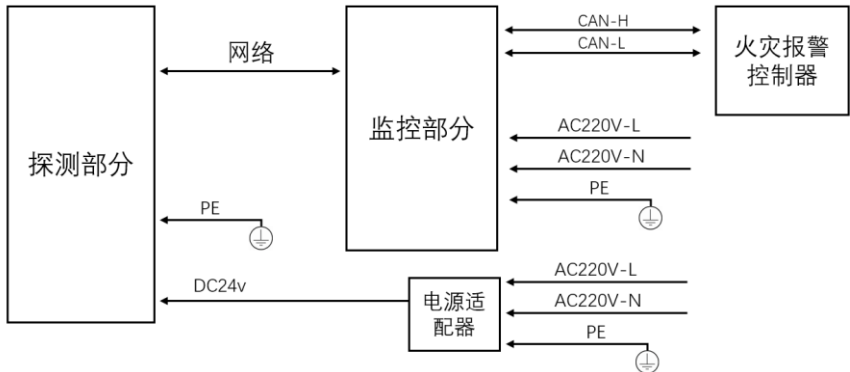 CAN-H
CAN-L
网络
火灾报警
控制器
监控部分
AC220V-L
AC220V-N
PE
探测部分
PE
AC220V-L
DC24v
电源适
配器
AC220V-N
PE